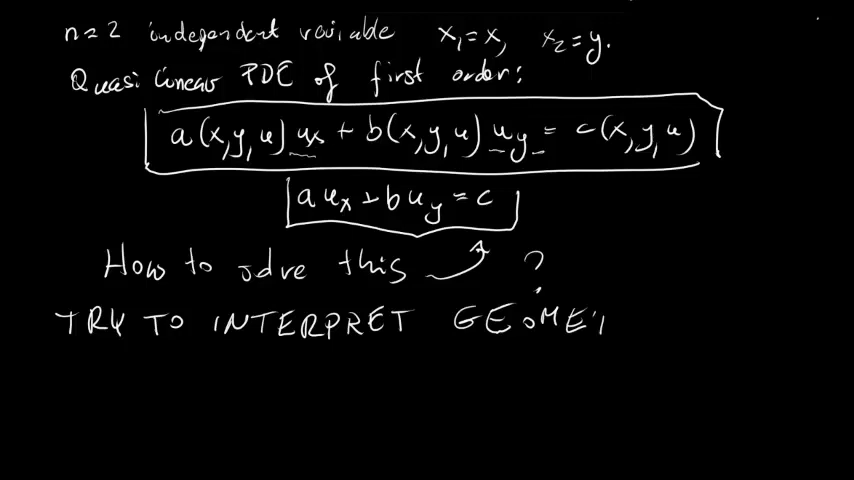 n=2 independent variable x₁=x, x₂=y.
Quasi linear PDE of first order:
a(x,y,u) uₓ + b(x,y,u) u_y = c(x,y,u)
a uₓ + b u_y = c
How to solve this ?
TRY TO INTERPRET GEOMET